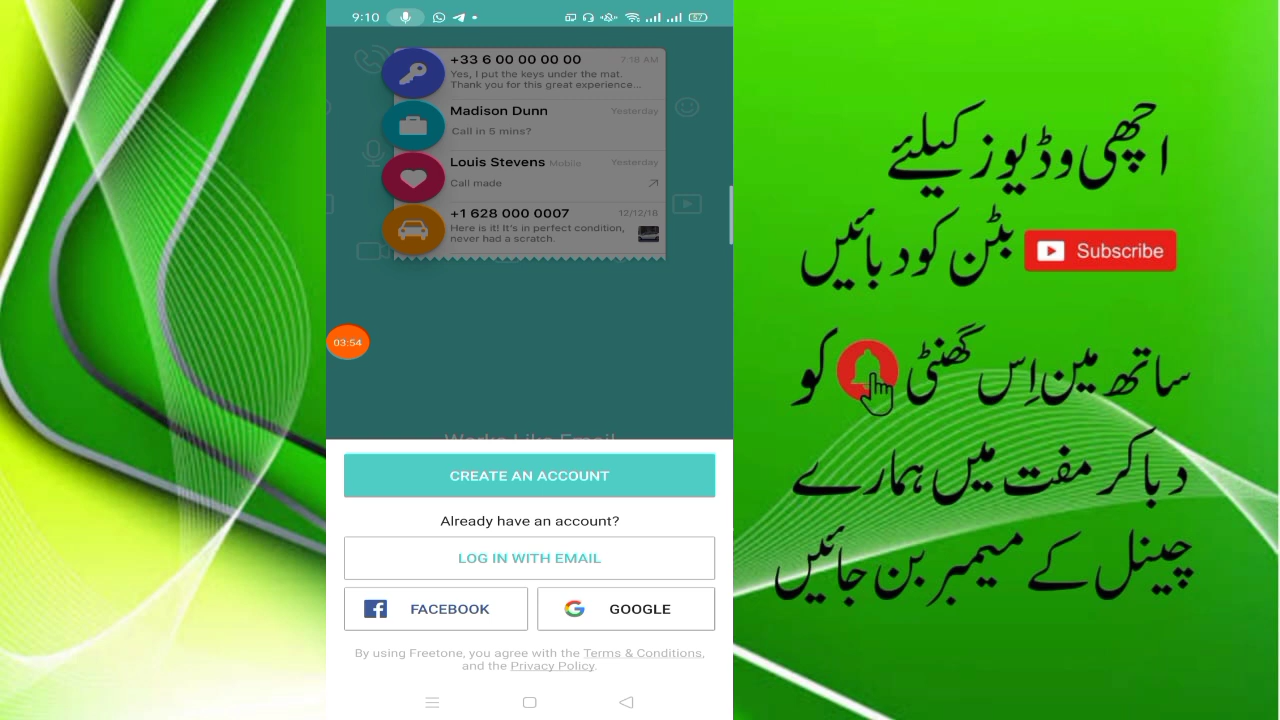 9:10
67
+33 6 00 00 00 00 7:18 AM
Yes, I put the keys under the mat.
Thank you for this great experience...
Madison Dunn Yesterday
Call in 5 mins?
Louis Stevens Mobile Yesterday
Call made
+1 628 000 0007 12/12/18
Here is it! It's in perfect condition,
never had a scratch.
03:54
Works Like Email
CREATE AN ACCOUNT
Already have an account?
LOG IN WITH EMAIL
FACEBOOK GOOGLE
By using Freetone, you agree with the Terms & Conditions,
and the Privacy Policy.
اچھی وڈیوز کیلئے
Subscribe بٹن کو دبائیں
ساتھ میں اِس گھنٹی کو
دبا کر مفت میں ہمارے
چینل کے میمبر بن جائیں